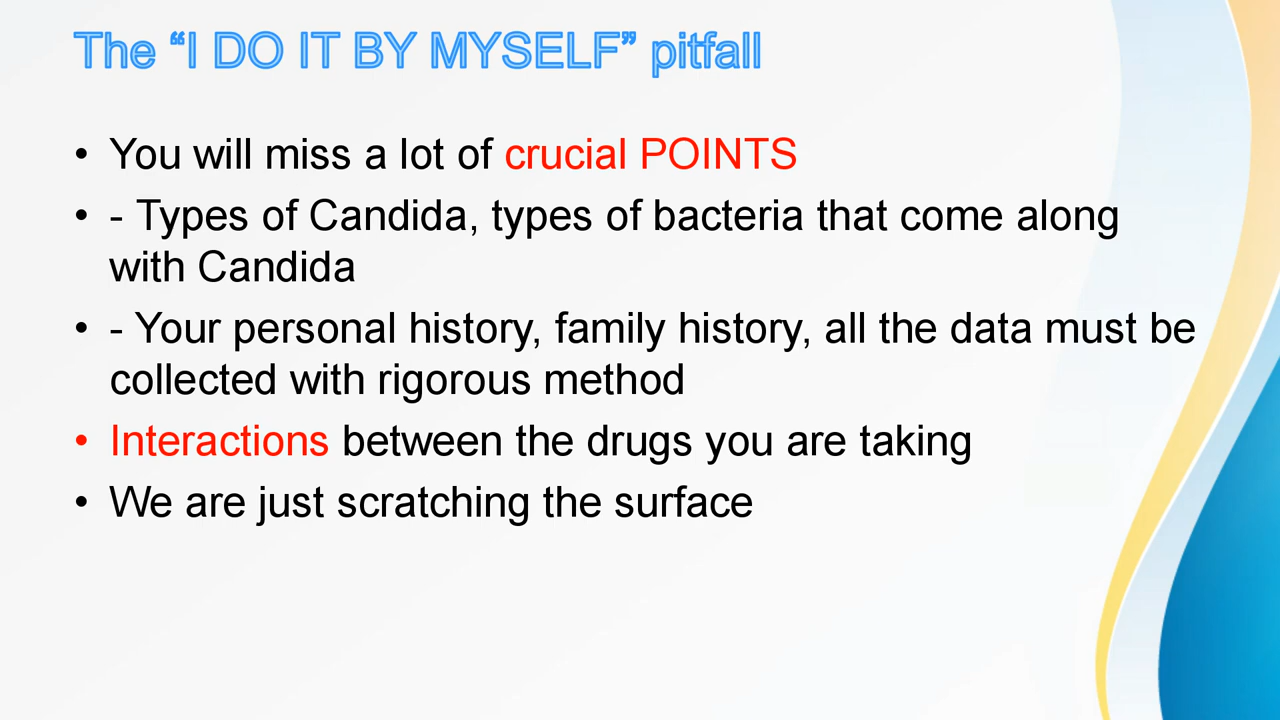 The “I DO IT BY MYSELF” pitfall
• You will miss a lot of crucial POINTS
• - Types of Candida, types of bacteria that come along
with Candida
• - Your personal history, family history, all the data must be
collected with rigorous method
• Interactions between the drugs you are taking
• We are just scratching the surface